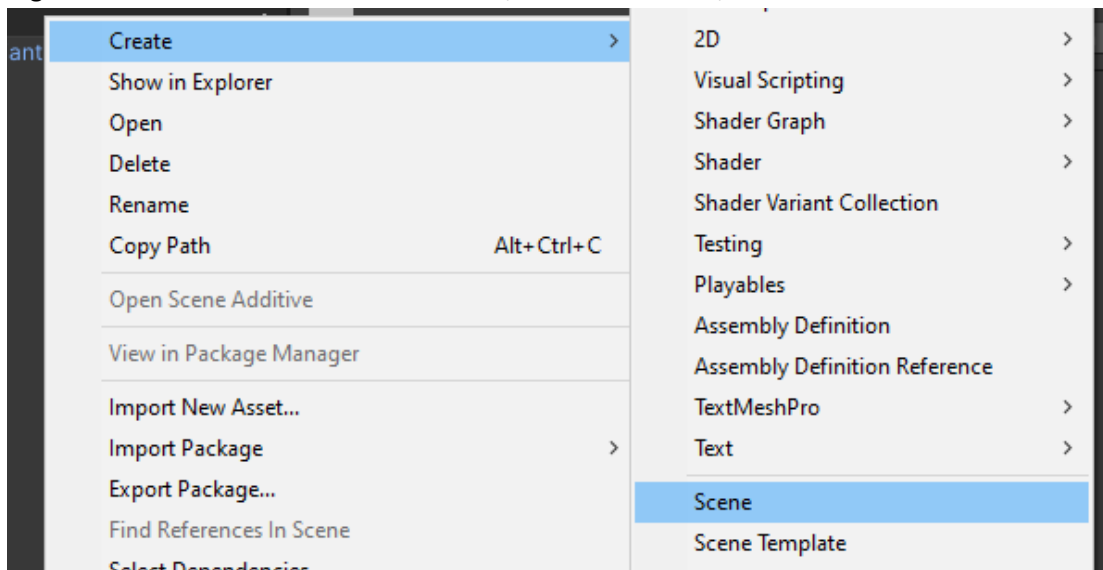 ant
Create
Show in Explorer
Open
Delete
Rename
Copy Path Alt+Ctrl+C
Open Scene Additive
View in Package Manager
Import New Asset...
Import Package
Export Package...
Find References In Scene
Select Dependencies
2D
Visual Scripting
Shader Graph
Shader
Shader Variant Collection
Testing
Playables
Assembly Definition
Assembly Definition Reference
TextMeshPro
Text
Scene
Scene Template